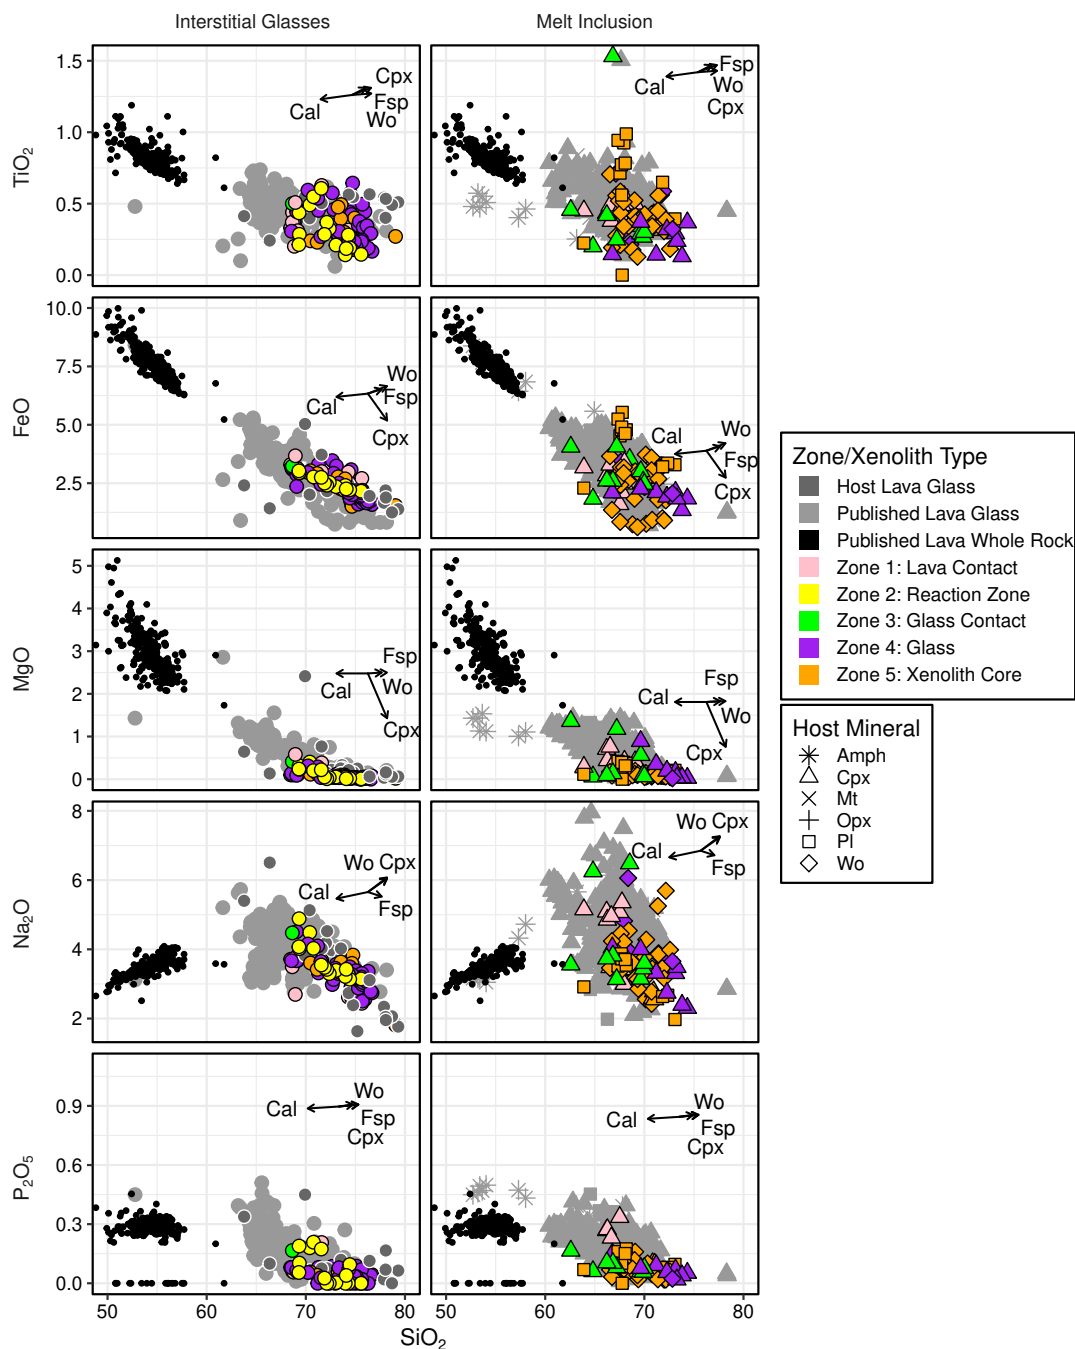 Interstitial Glasses
Melt Inclusion
TiO2
1.5
1.0
0.5
0.0
Cpx
Cal
Fsp
Wo
Fsp
Cal
Wo
Cpx
FeO
10.0
7.5
5.0
2.5
Wo
Cal
Fsp
Cpx
Wo
Cal
Fsp
Cpx
MgO
5
4
3
2
1
0
Fsp
Cal
Wo
Cpx
Fsp
Cal
Wo
Cpx
Na2O
8
6
4
2
Wo Cpx
Cal
Fsp
Wo Cpx
Cal
Fsp
P2O5
0.9
0.6
0.3
0.0
Wo
Cal
Fsp
Cpx
Wo
Cal
Fsp
Cpx
50 60 70 80
50 60 70 80
SiO2
Zone/Xenolith Type
Host Lava Glass
Published Lava Glass
Published Lava Whole Rock
Zone 1: Lava Contact
Zone 2: Reaction Zone
Zone 3: Glass Contact
Zone 4: Glass
Zone 5: Xenolith Core
Host Mineral
Amph
Cpx
Mt
Opx
Pl
Wo